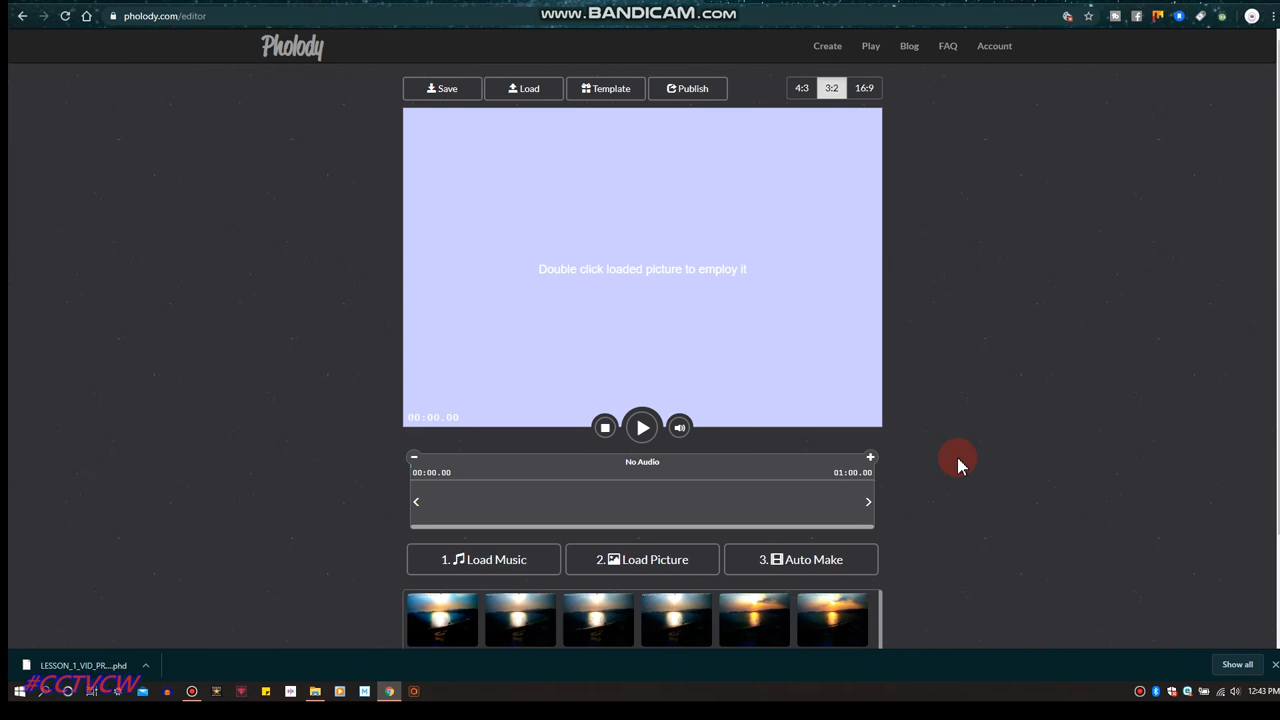 www.BANDICAM.com
pholody.com/editor
Pholody
Create Play Blog FAQ Account
Save Load Template Publish 4:3 3:2 16:9
Double click loaded picture to employ it
00:00.00
No Audio
00:00.00 01:00.00
1. Load Music 2. Load Picture 3. Auto Make
LESSON_1_VID_PR....phd Show all
#CCTVCW
12:43 PM